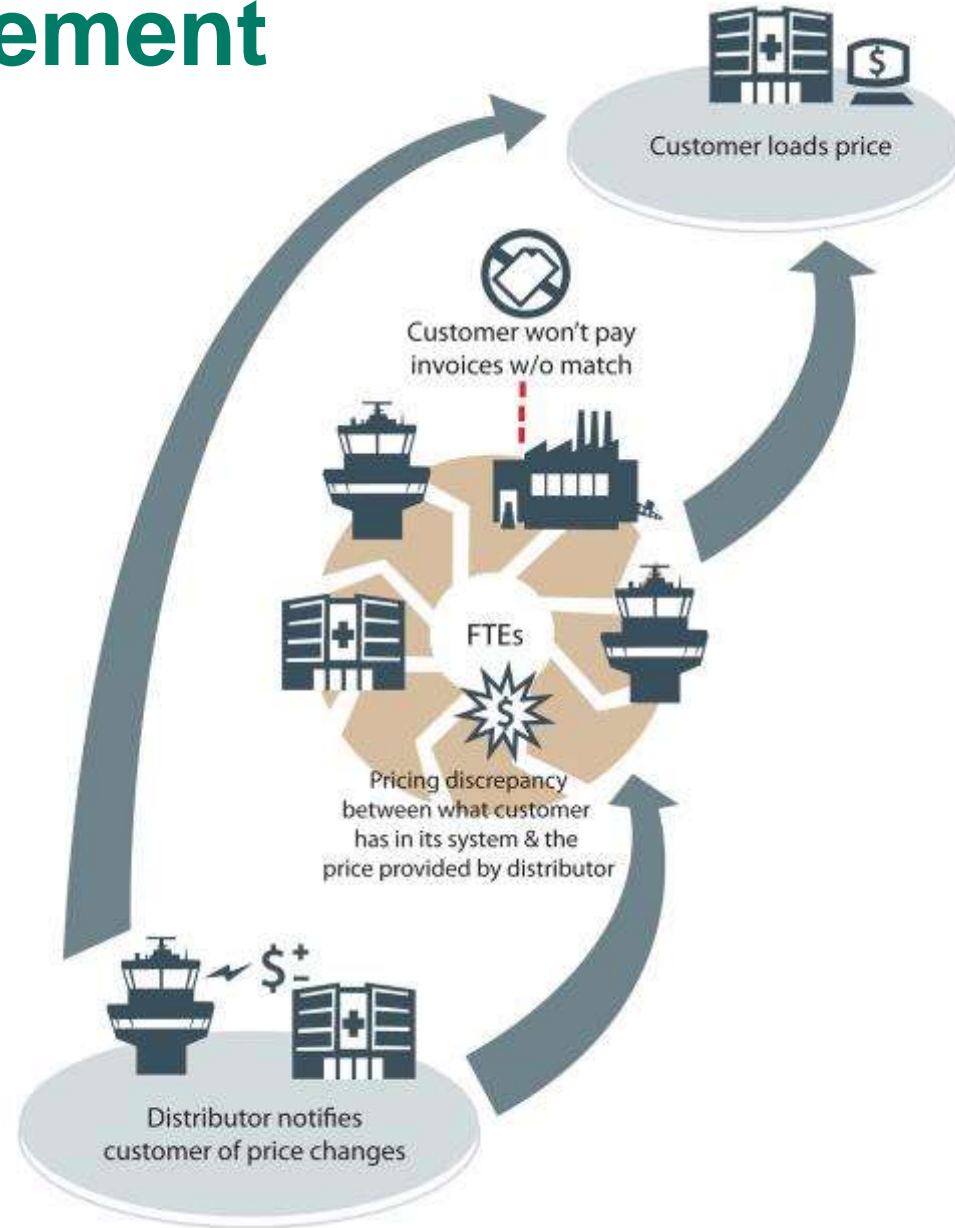 ement
$
Customer loads price
Customer won't pay
invoices w/o match
FTEs
$
Pricing discrepancy
between what customer
has in its system & the
price provided by distributor
$+-
Distributor notifies
customer of price changes